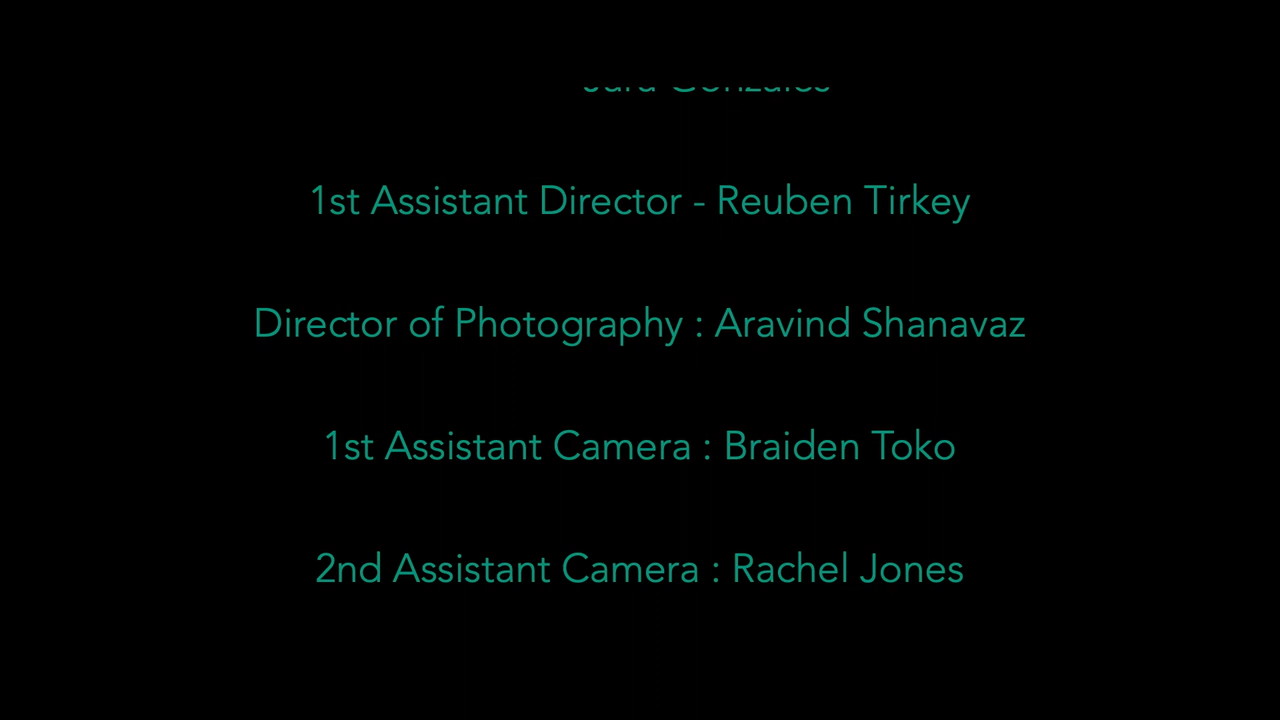 Gonzales
1st Assistant Director - Reuben Tirkey
Director of Photography : Aravind Shanavaz
1st Assistant Camera : Braiden Toko
2nd Assistant Camera : Rachel Jones